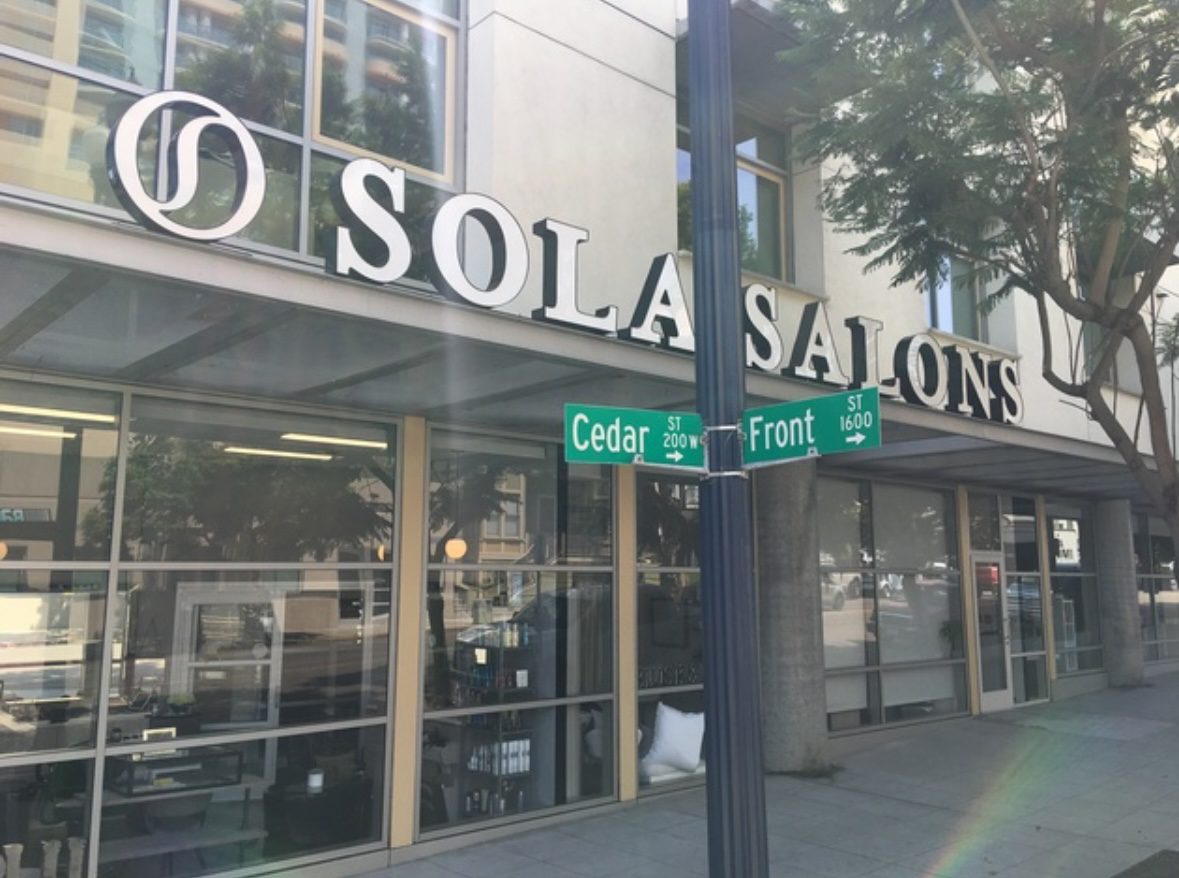 SOLA SALONS
Cedar ST
200 W
Front ST
1600